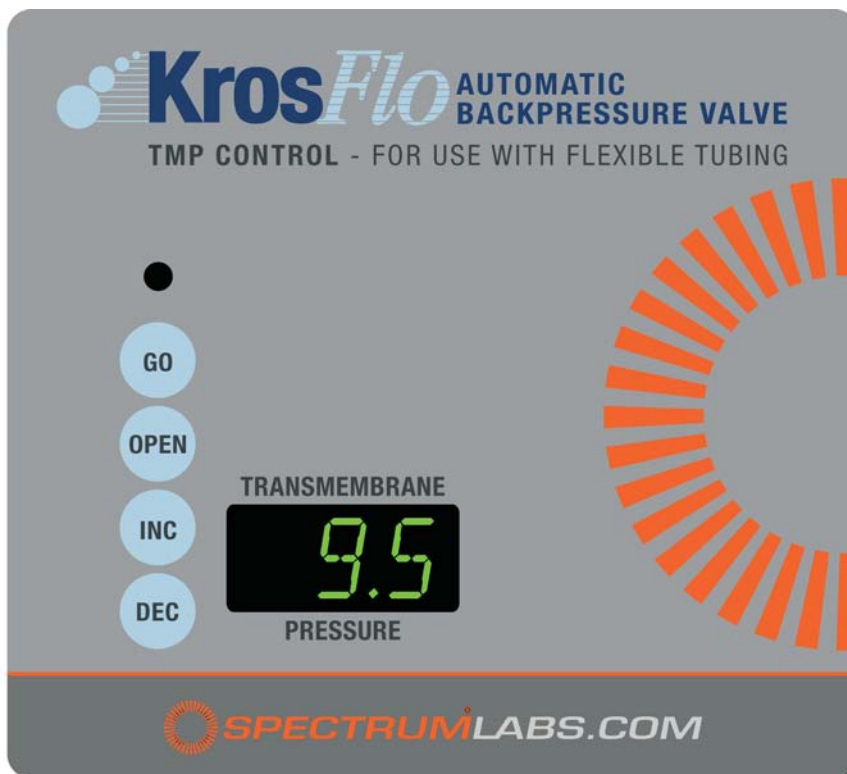 KrosFlo AUTOMATIC
BACKPRESSURE VALVE
TMP CONTROL - FOR USE WITH FLEXIBLE TUBING
GO
OPEN
INC
DEC
TRANSMEMBRANE
9.5
PRESSURE
SPECTRUMLABS.COM